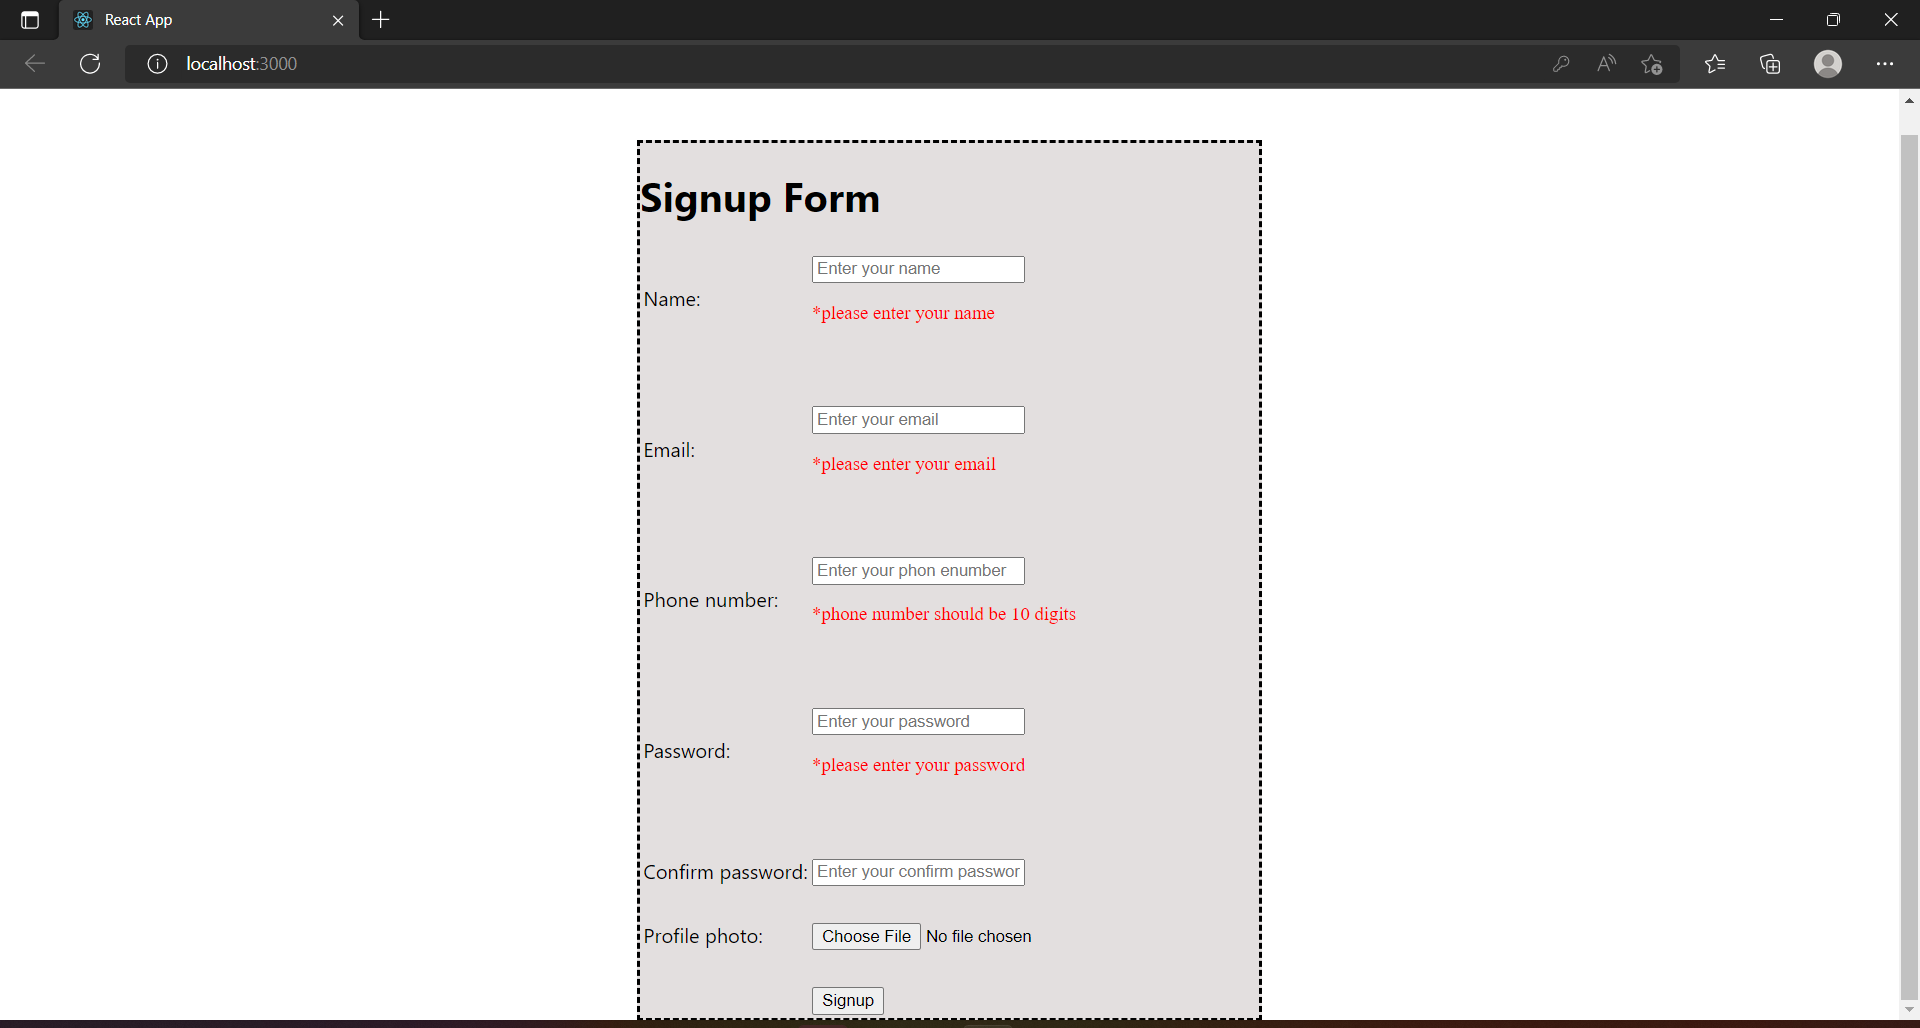 React App
localhost:3000
Signup Form
Enter your name
Name:
*please enter your name
Enter your email
Email:
*please enter your email
Enter your phon enumber
Phone number:
*phone number should be 10 digits
Enter your password
Password:
*please enter your password
Confirm password: Enter your confirm passwor
Profile photo: Choose File No file chosen
Signup